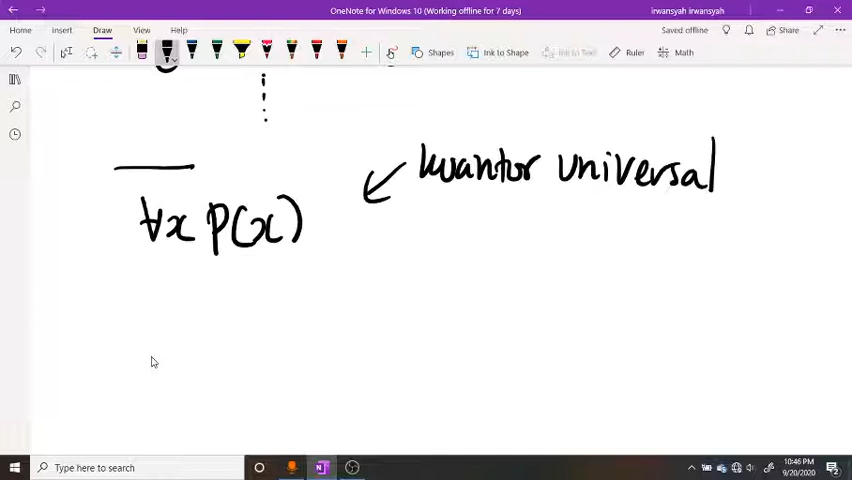 OneNote for Windows 10 (Working offline for 7 days)
irwansyah irwansyah
Home Insert Draw View Help
Saved offline Share
Shapes Ink to Shape Ink to Text Ruler Math
kwantor universal
∀x P(x)
Type here to search
10:46 PM
9/20/2020
2